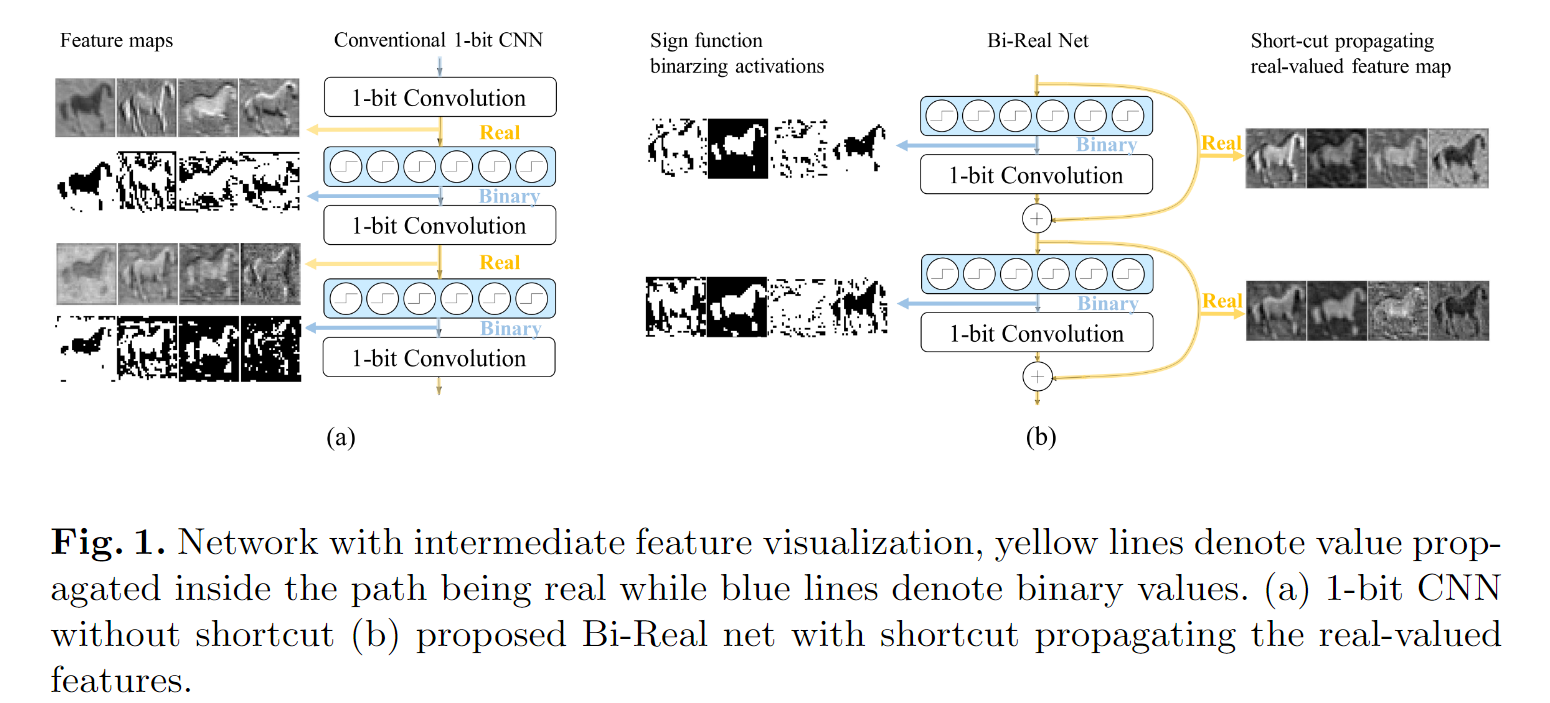 Feature maps
Conventional 1-bit CNN
1-bit Convolution
Real
Binary
1-bit Convolution
Real
Binary
1-bit Convolution
(a)
Sign function
binarzing activations
Bi-Real Net
Short-cut propagating
real-valued feature map
Binary
Real
1-bit Convolution
+
Binary
Real
1-bit Convolution
+
(b)
Fig. 1. Network with intermediate feature visualization, yellow lines denote value prop-
agated inside the path being real while blue lines denote binary values. (a) 1-bit CNN
without shortcut (b) proposed Bi-Real net with shortcut propagating the real-valued
features.